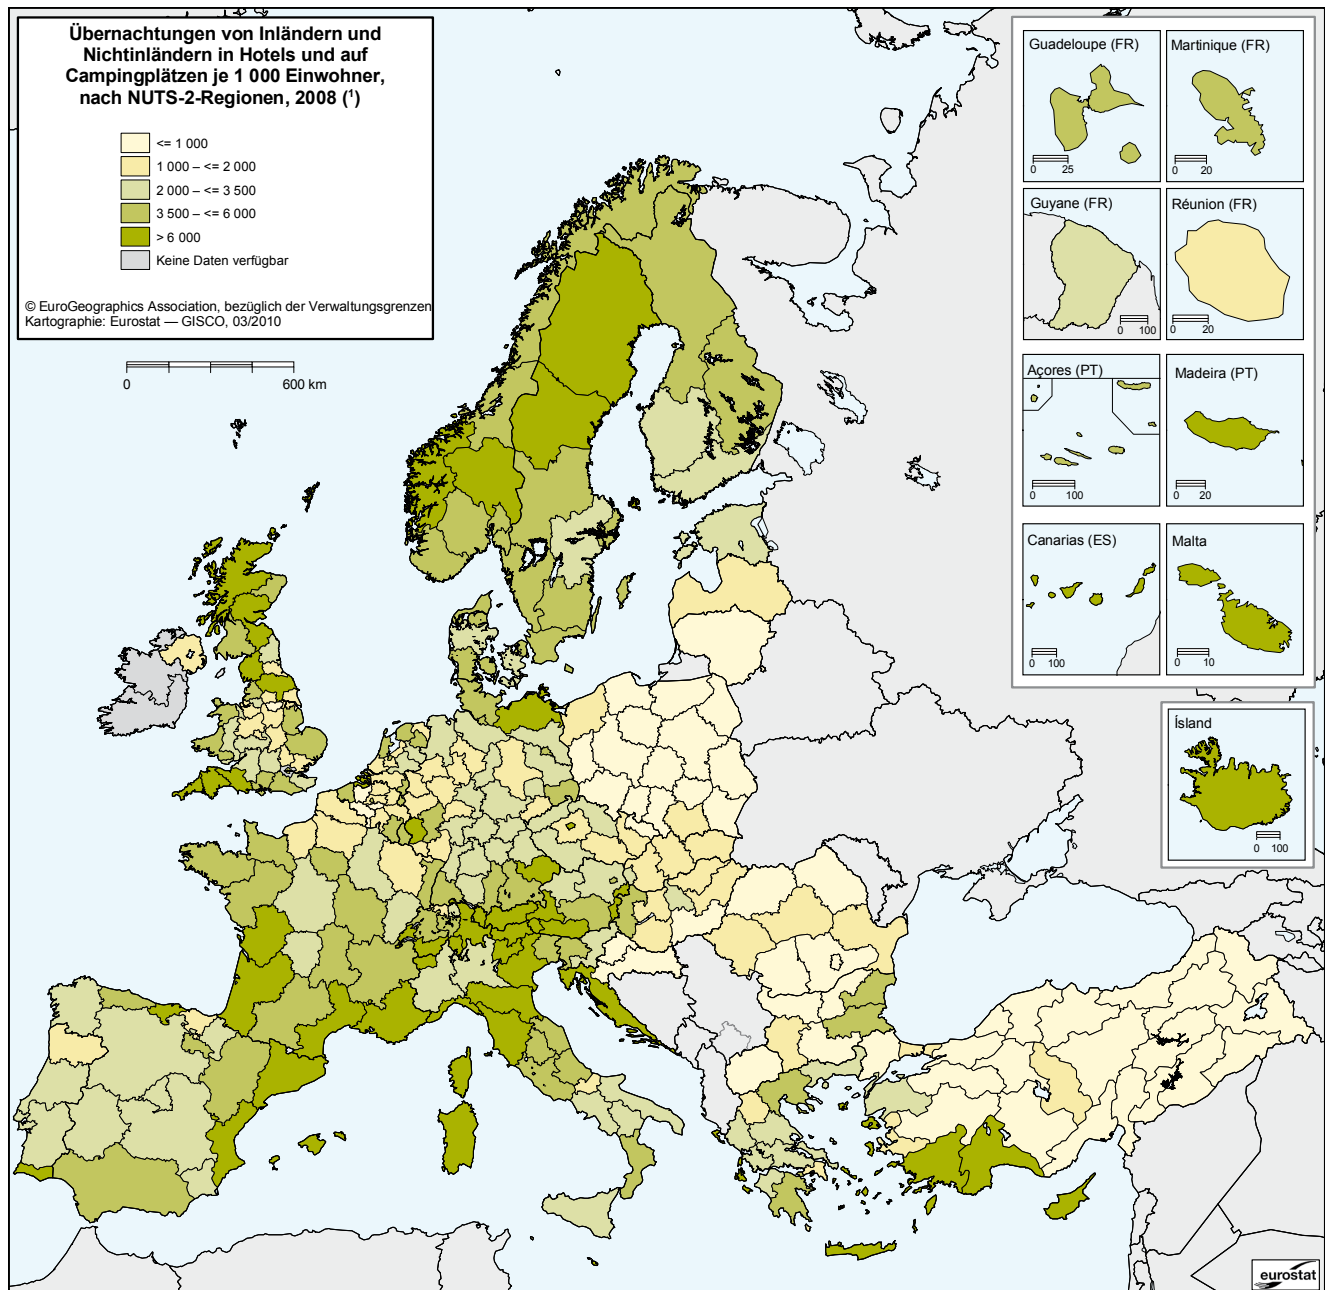 Übernachtungen von Inländern und
Nichtinländern in Hotels und auf
Campingplätzen je 1 000 Einwohner,
nach NUTS-2-Regionen, 2008 (¹)
<= 1 000
1 000 – <= 2 000
2 000 – <= 3 500
3 500 – <= 6 000
> 6 000
Keine Daten verfügbar
© EuroGeographics Association, bezüglich der Verwaltungsgrenzen
Kartographie: Eurostat — GISCO, 03/2010
0 600 km
Guadeloupe (FR)
0 25
Martinique (FR)
0 20
Guyane (FR)
0 100
Réunion (FR)
0 20
Açores (PT)
0 100
Madeira (PT)
0 20
Canarias (ES)
0 100
Malta
0 10
Ísland
0 100
eurostat